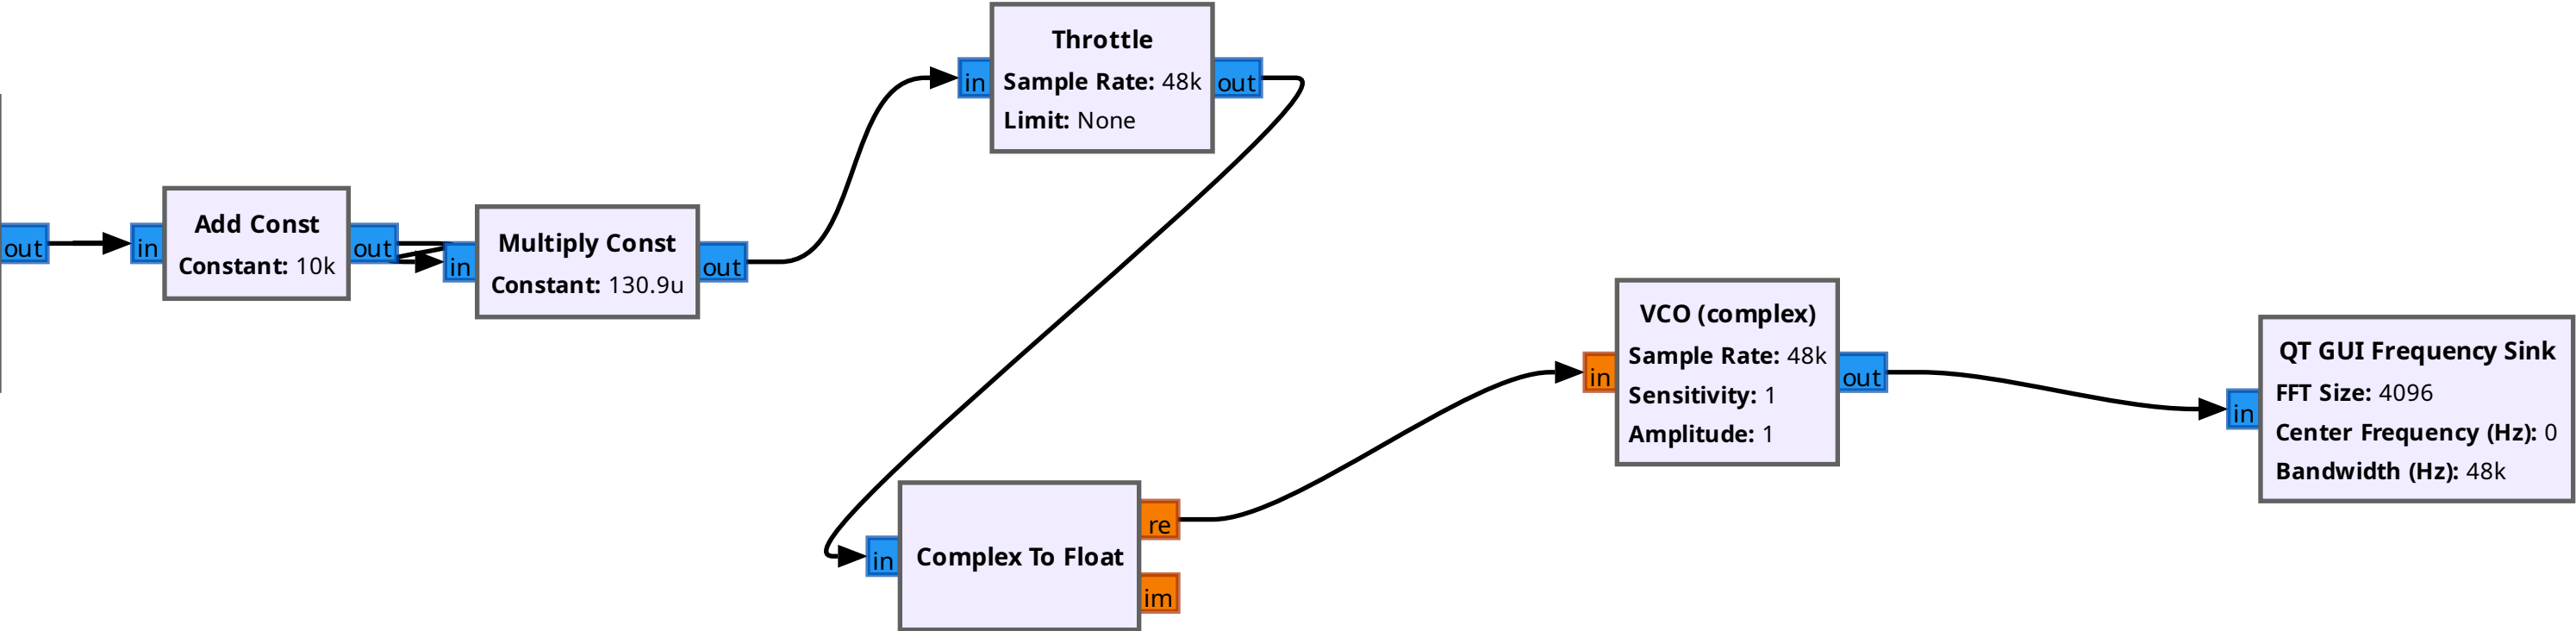 out
in
Add Const
Constant: 10k
out
in
Multiply Const
Constant: 130.9u
out
in
Throttle
Sample Rate: 48k
Limit: None
out
in
Complex To Float
re
im
in
VCO (complex)
Sample Rate: 48k
Sensitivity: 1
Amplitude: 1
out
in
QT GUI Frequency Sink
FFT Size: 4096
Center Frequency (Hz): 0
Bandwidth (Hz): 48k